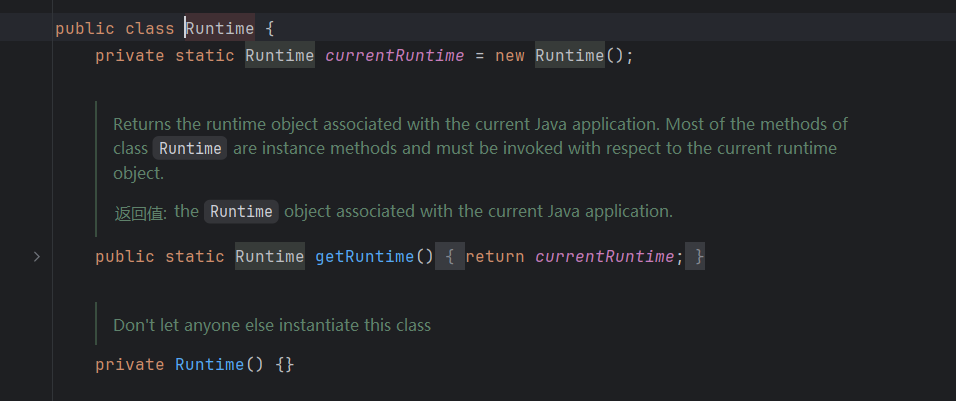 public class Runtime {
private static Runtime currentRuntime = new Runtime();
Returns the runtime object associated with the current Java application. Most of the methods of
class Runtime are instance methods and must be invoked with respect to the current runtime
object.
返回值: the Runtime object associated with the current Java application.
public static Runtime getRuntime() { return currentRuntime; }
Don't let anyone else instantiate this class
private Runtime() {}